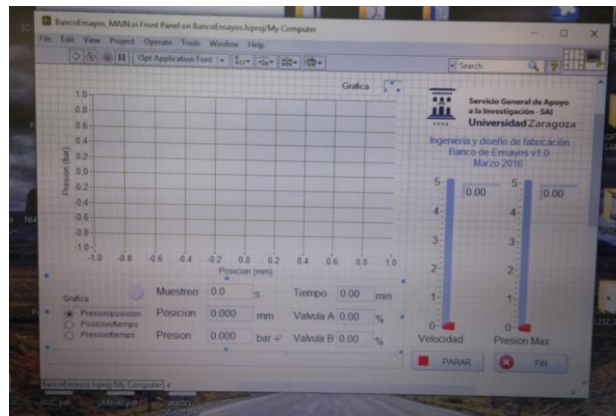 BancoEnsayos_MAIN.vi Front Panel on BancoEnsayos.lvproj/My Computer
File Edit View Project Operate Tools Window Help
15pt Application Font
Search
Grafica
1.0
0.8
0.6
0.4
0.2
0.0
-0.2
-0.4
-0.6
-0.8
-1.0
Presion (bar)
-1.0 -0.8 -0.6 -0.4 -0.2 0.0 0.2 0.4 0.6 0.8 1.0
Posicion (mm)
Grafica
Presion/posicion
Posicion/tiempo
Presion/tiempo
Muestreo 0.0 s
Posicion 0.000 mm
Presion 0.000 bar
Tiempo 0.00 min
Valvula A 0.00 %
Valvula B 0.00 %
1542
Servicio General de Apoyo
a la Investigación - SAI
Universidad Zaragoza
Ingeniería y diseño de fabricación
Banco de Ensayos v1.0
Marzo 2016
5
4
3
2
1
0
0.00
Velocidad
5
4
3
2
1
0
0.00
Presion Max
PARAR
FIN
BancoEnsayos.lvproj/My Computer